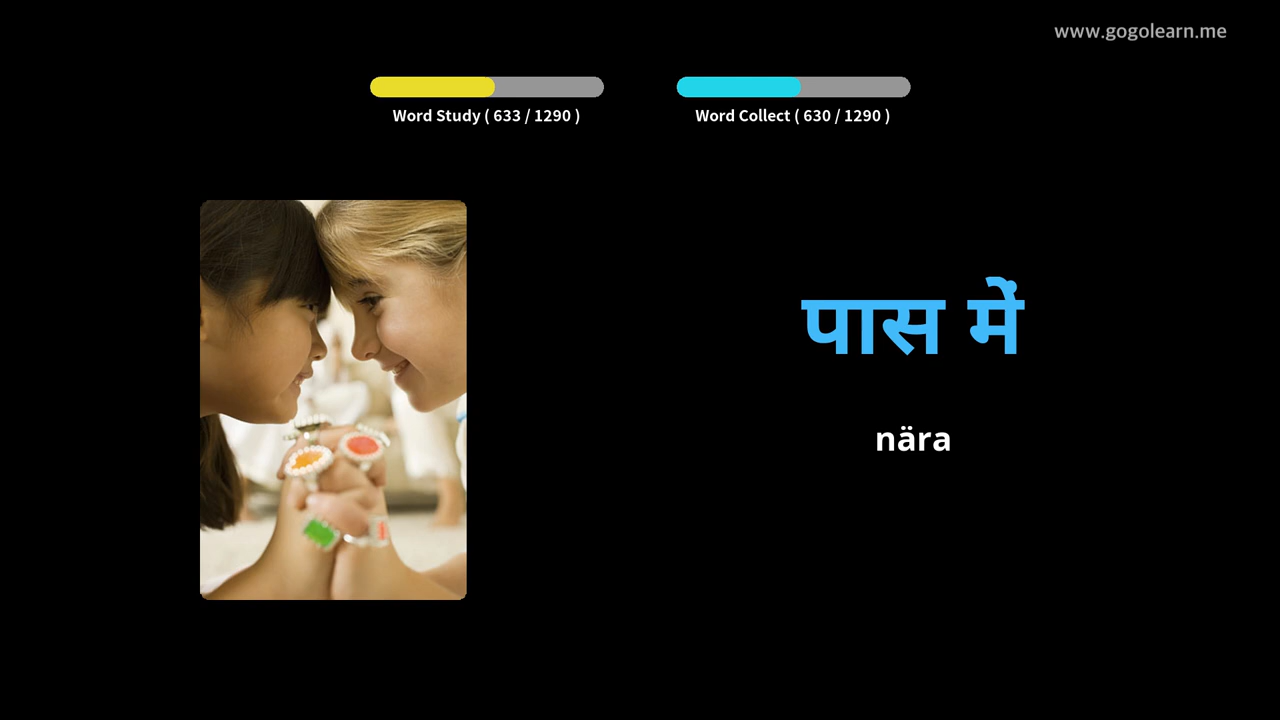 www.gogolearn.me
Word Study ( 633 / 1290 )
Word Collect ( 630 / 1290 )
पास में
nära